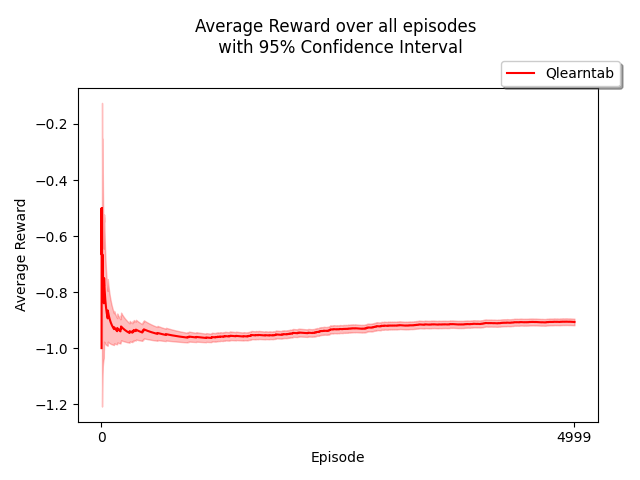 Average Reward over all episodes
with 95% Confidence Interval
Qlearntab
−0.2
−0.4
−0.6
−0.8
−1.0
−1.2
Average Reward
0
4999
Episode